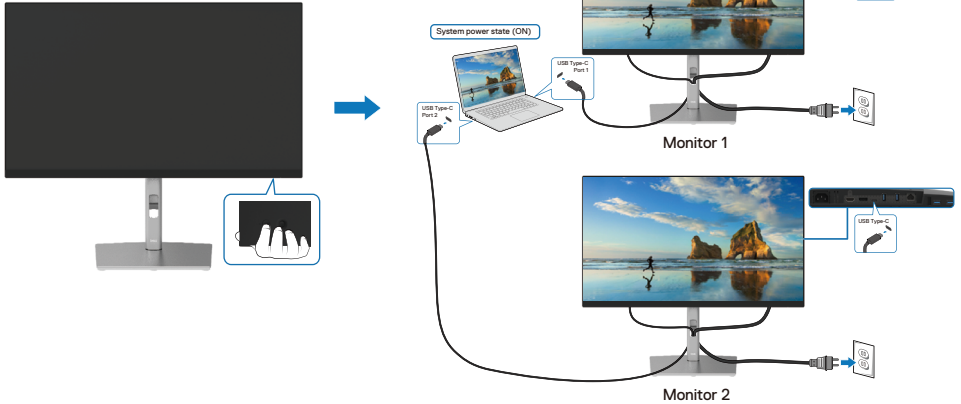 System power state (ON)
USB Type-C
Port 1
USB Type-C
Port 2
Monitor 1
USB Type-C
Monitor 2